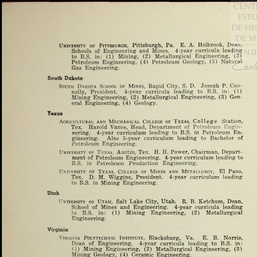 CENT
ESTU
DE HIS
DE M
UNIVERSITY OF PITTSBURGH, Pittsburgh, Pa. E. A. Holbrook, Dean,
Schools of Engineering and Mines, 4-year curricula leading
to B.S. in: (1) Mining, (2) Metallurgical Engineering, (3)
Petroleum Engineering, (4) Petroleum Geology, (5) Natural
Gas Engineering.
South Dakota
SOUTH DAKOTA SCHOOL OF MINES, Rapid City, S. D. Joseph P. Con-
nolly, President. 4-year curricula leading to B.S. in: (1)
Mining Engineering, (2) Metallurgical Engineering, (3) Gen-
eral Engineering, (4) Geology.
Texas
AGRICULTURAL AND MECHANICAL COLLEGE OF TEXAS, College Station,
Tex. Harold Vance, Head, Department of Petroleum Engin-
eering. 4-year curriculum leading to B.S. in Petroleum En-
gineering. Also 5-year curriculum leading to Bachelor of
Petroleum Engineering.
UNIVERSITY OF TEXAS, Austin, Tex. H. H. Power, Chairman, Depart-
ment of Petroleum Engineering. 4-year curriculum leading to
B.S. in Petroleum Production Engineering.
UNIVERSITY OF TEXAS, COLLEGE OF MINES AND METALLURGY, El Paso,
Tex. D. M. Wiggins, President. 4-year curricula leading to
B.S. in Mining Engineering.
Utah
UNIVERSITY OF UTAH, Salt Lake City, Utah. R. B. Ketchum, Dean,
School of Mines and Engineering. 4-year curricula leading
to B.S. in: (1) Mining Engineering, (2) Metallurgical
Engineering.
Virginia
VIRGINIA POLYTECHNIC INSTITUTE, Blacksburg, Va. E. B. Norris,
Dean of Engineering. 4-year curricula leading to B.S. in:
(1) Mining Engineering, (2) Metallurgical Engineering, (3)
Mining Geology, (4) Ceramic Engineering.